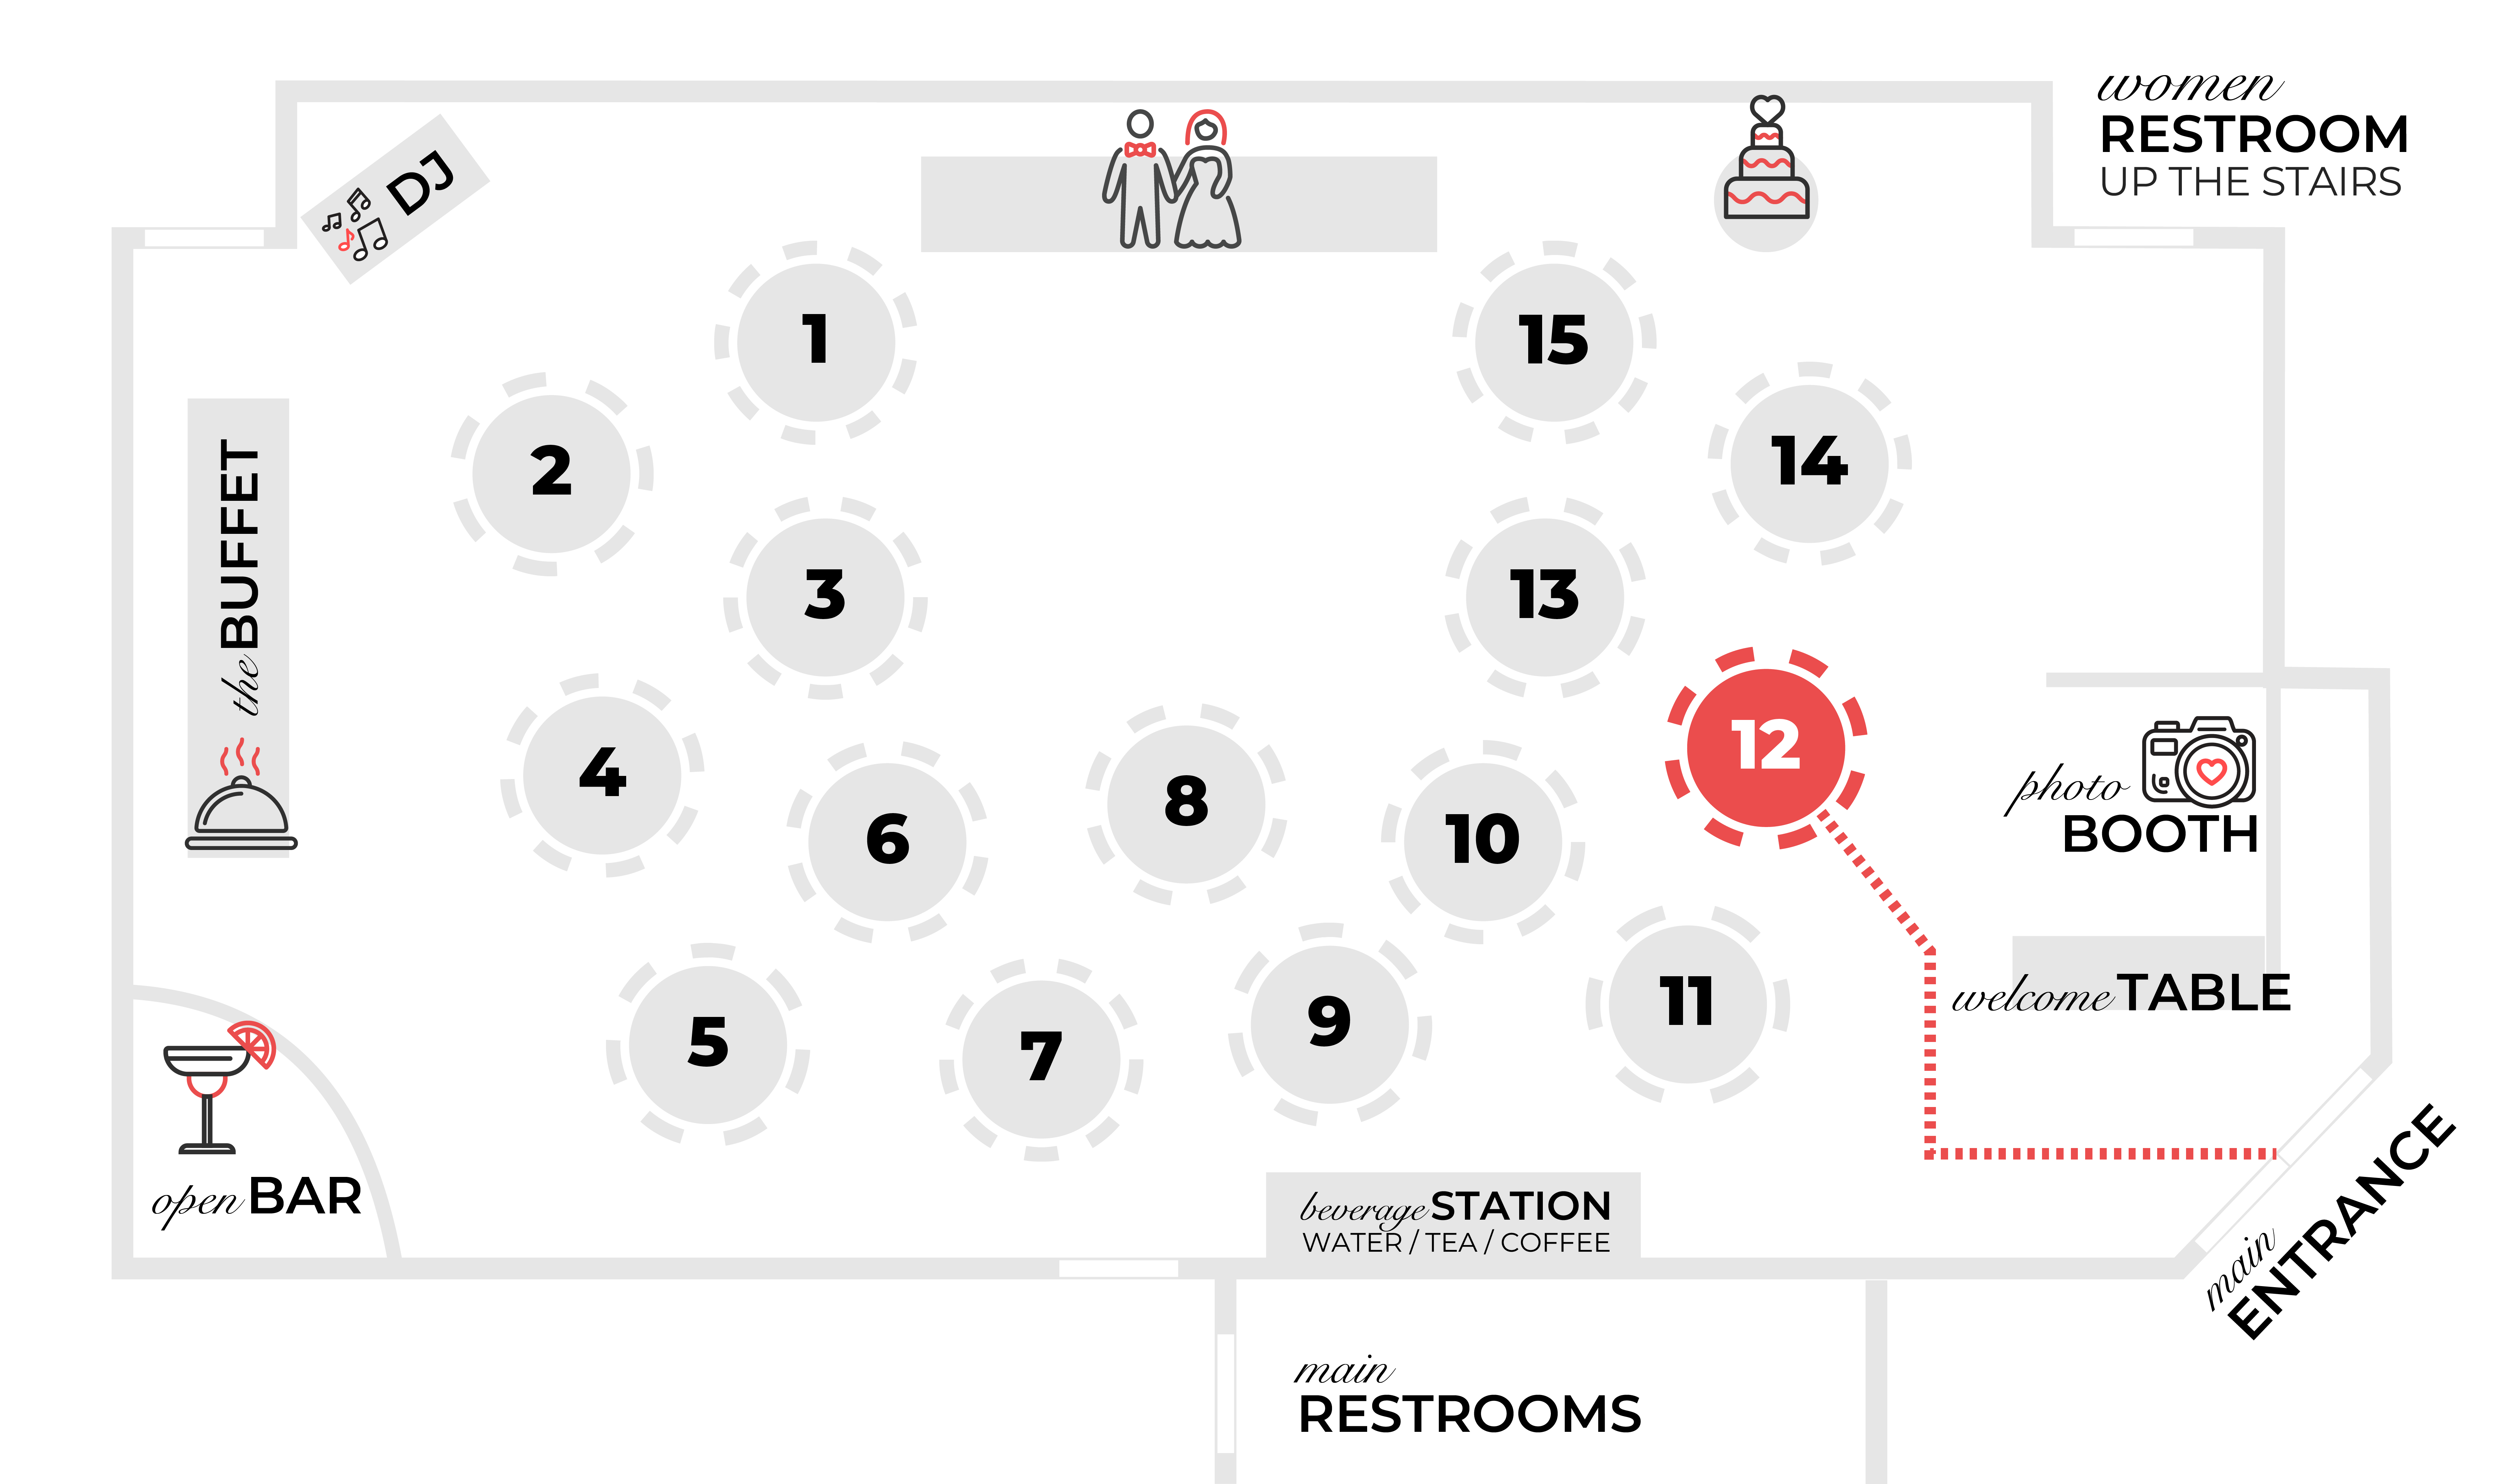 women
RESTROOM
UP THE STAIRS
DJ
1
15
2
14
the BUFFET
3
13
12
4
8
6
10
photo
BOOTH
welcome TABLE
11
9
5
7
open BAR
beverage STATION
WATER / TEA / COFFEE
main
ENTRANCE
main
RESTROOMS